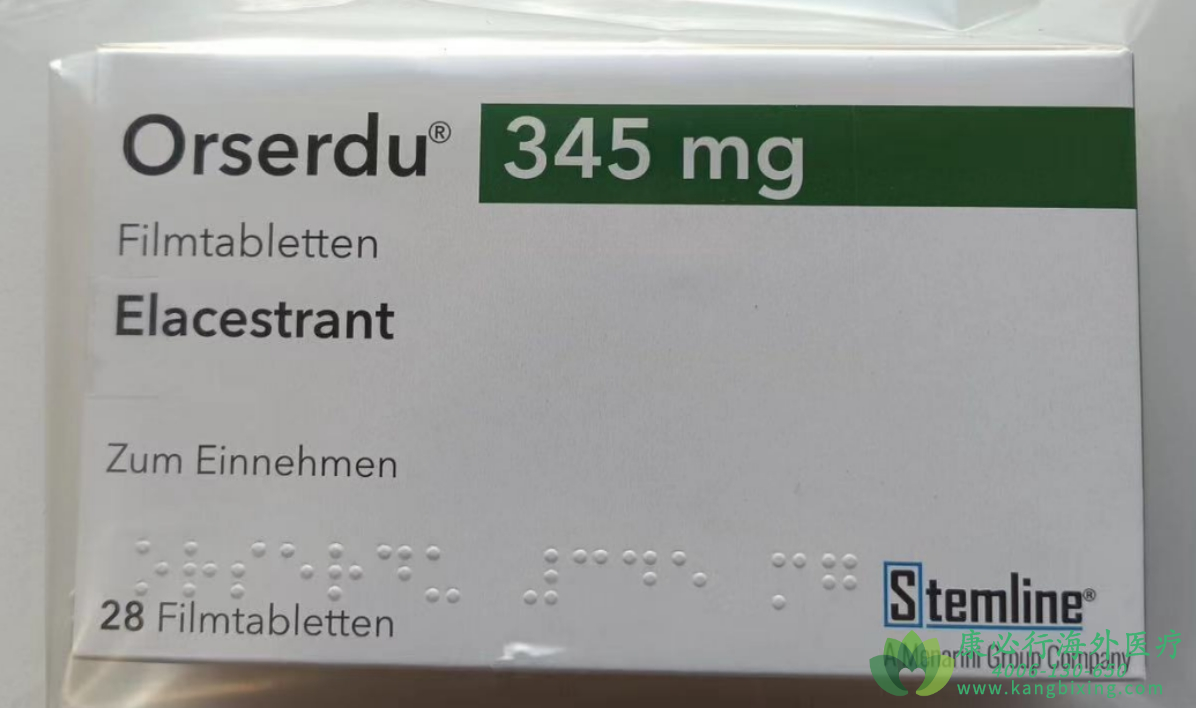 Orserdu® 345 mg
Filmtabletten
Elacestrant
Zum Einnehmen
28 Filmtabletten
Stemline®
A Menarini Group Company
康必行海外医疗
www.kangbixing.com